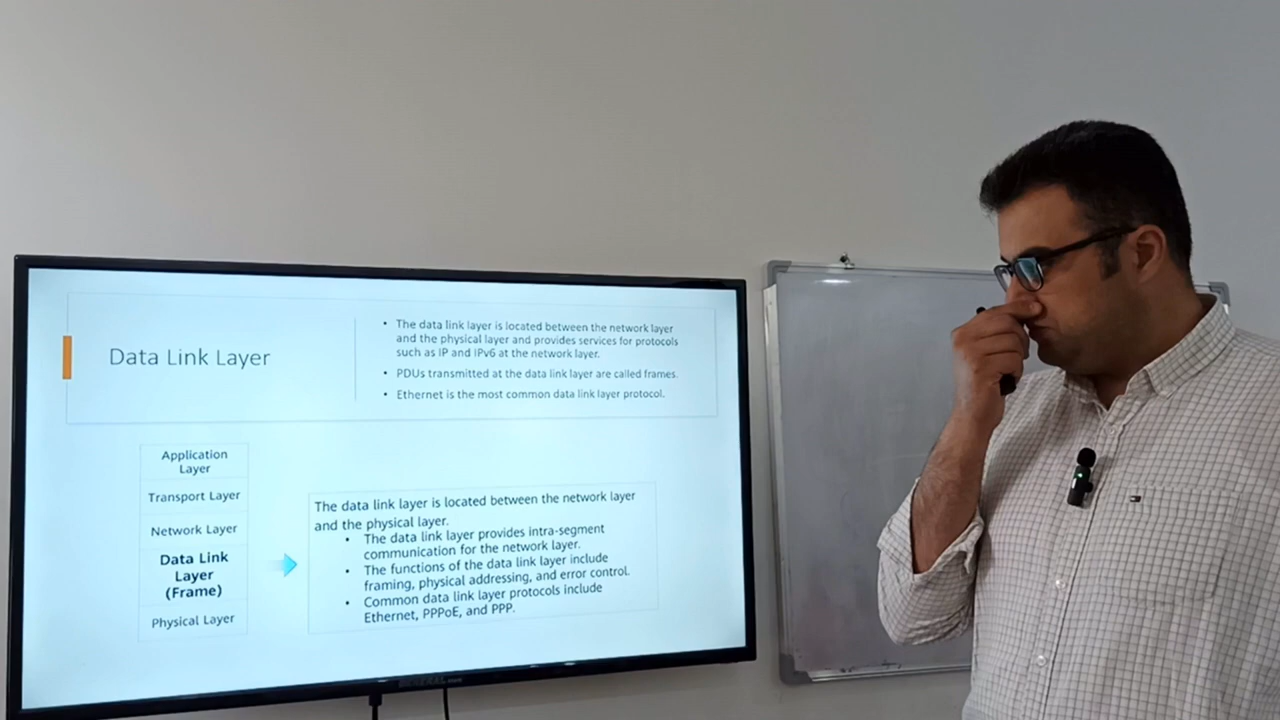 Data Link Layer
• The data link layer is located between the network layer
and the physical layer and provides services for protocols
such as IP and IPv6 at the network layer.
• PDUs transmitted at the data link layer are called frames.
• Ethernet is the most common data link layer protocol.
Application
Layer
Transport Layer
Network Layer
Data Link
Layer
(Frame)
Physical Layer
The data link layer is located between the network layer
and the physical layer.
• The data link layer provides intra-segment
communication for the network layer.
• The functions of the data link layer include
framing, physical addressing, and error control.
• Common data link layer protocols include
Ethernet, PPPoE, and PPP.